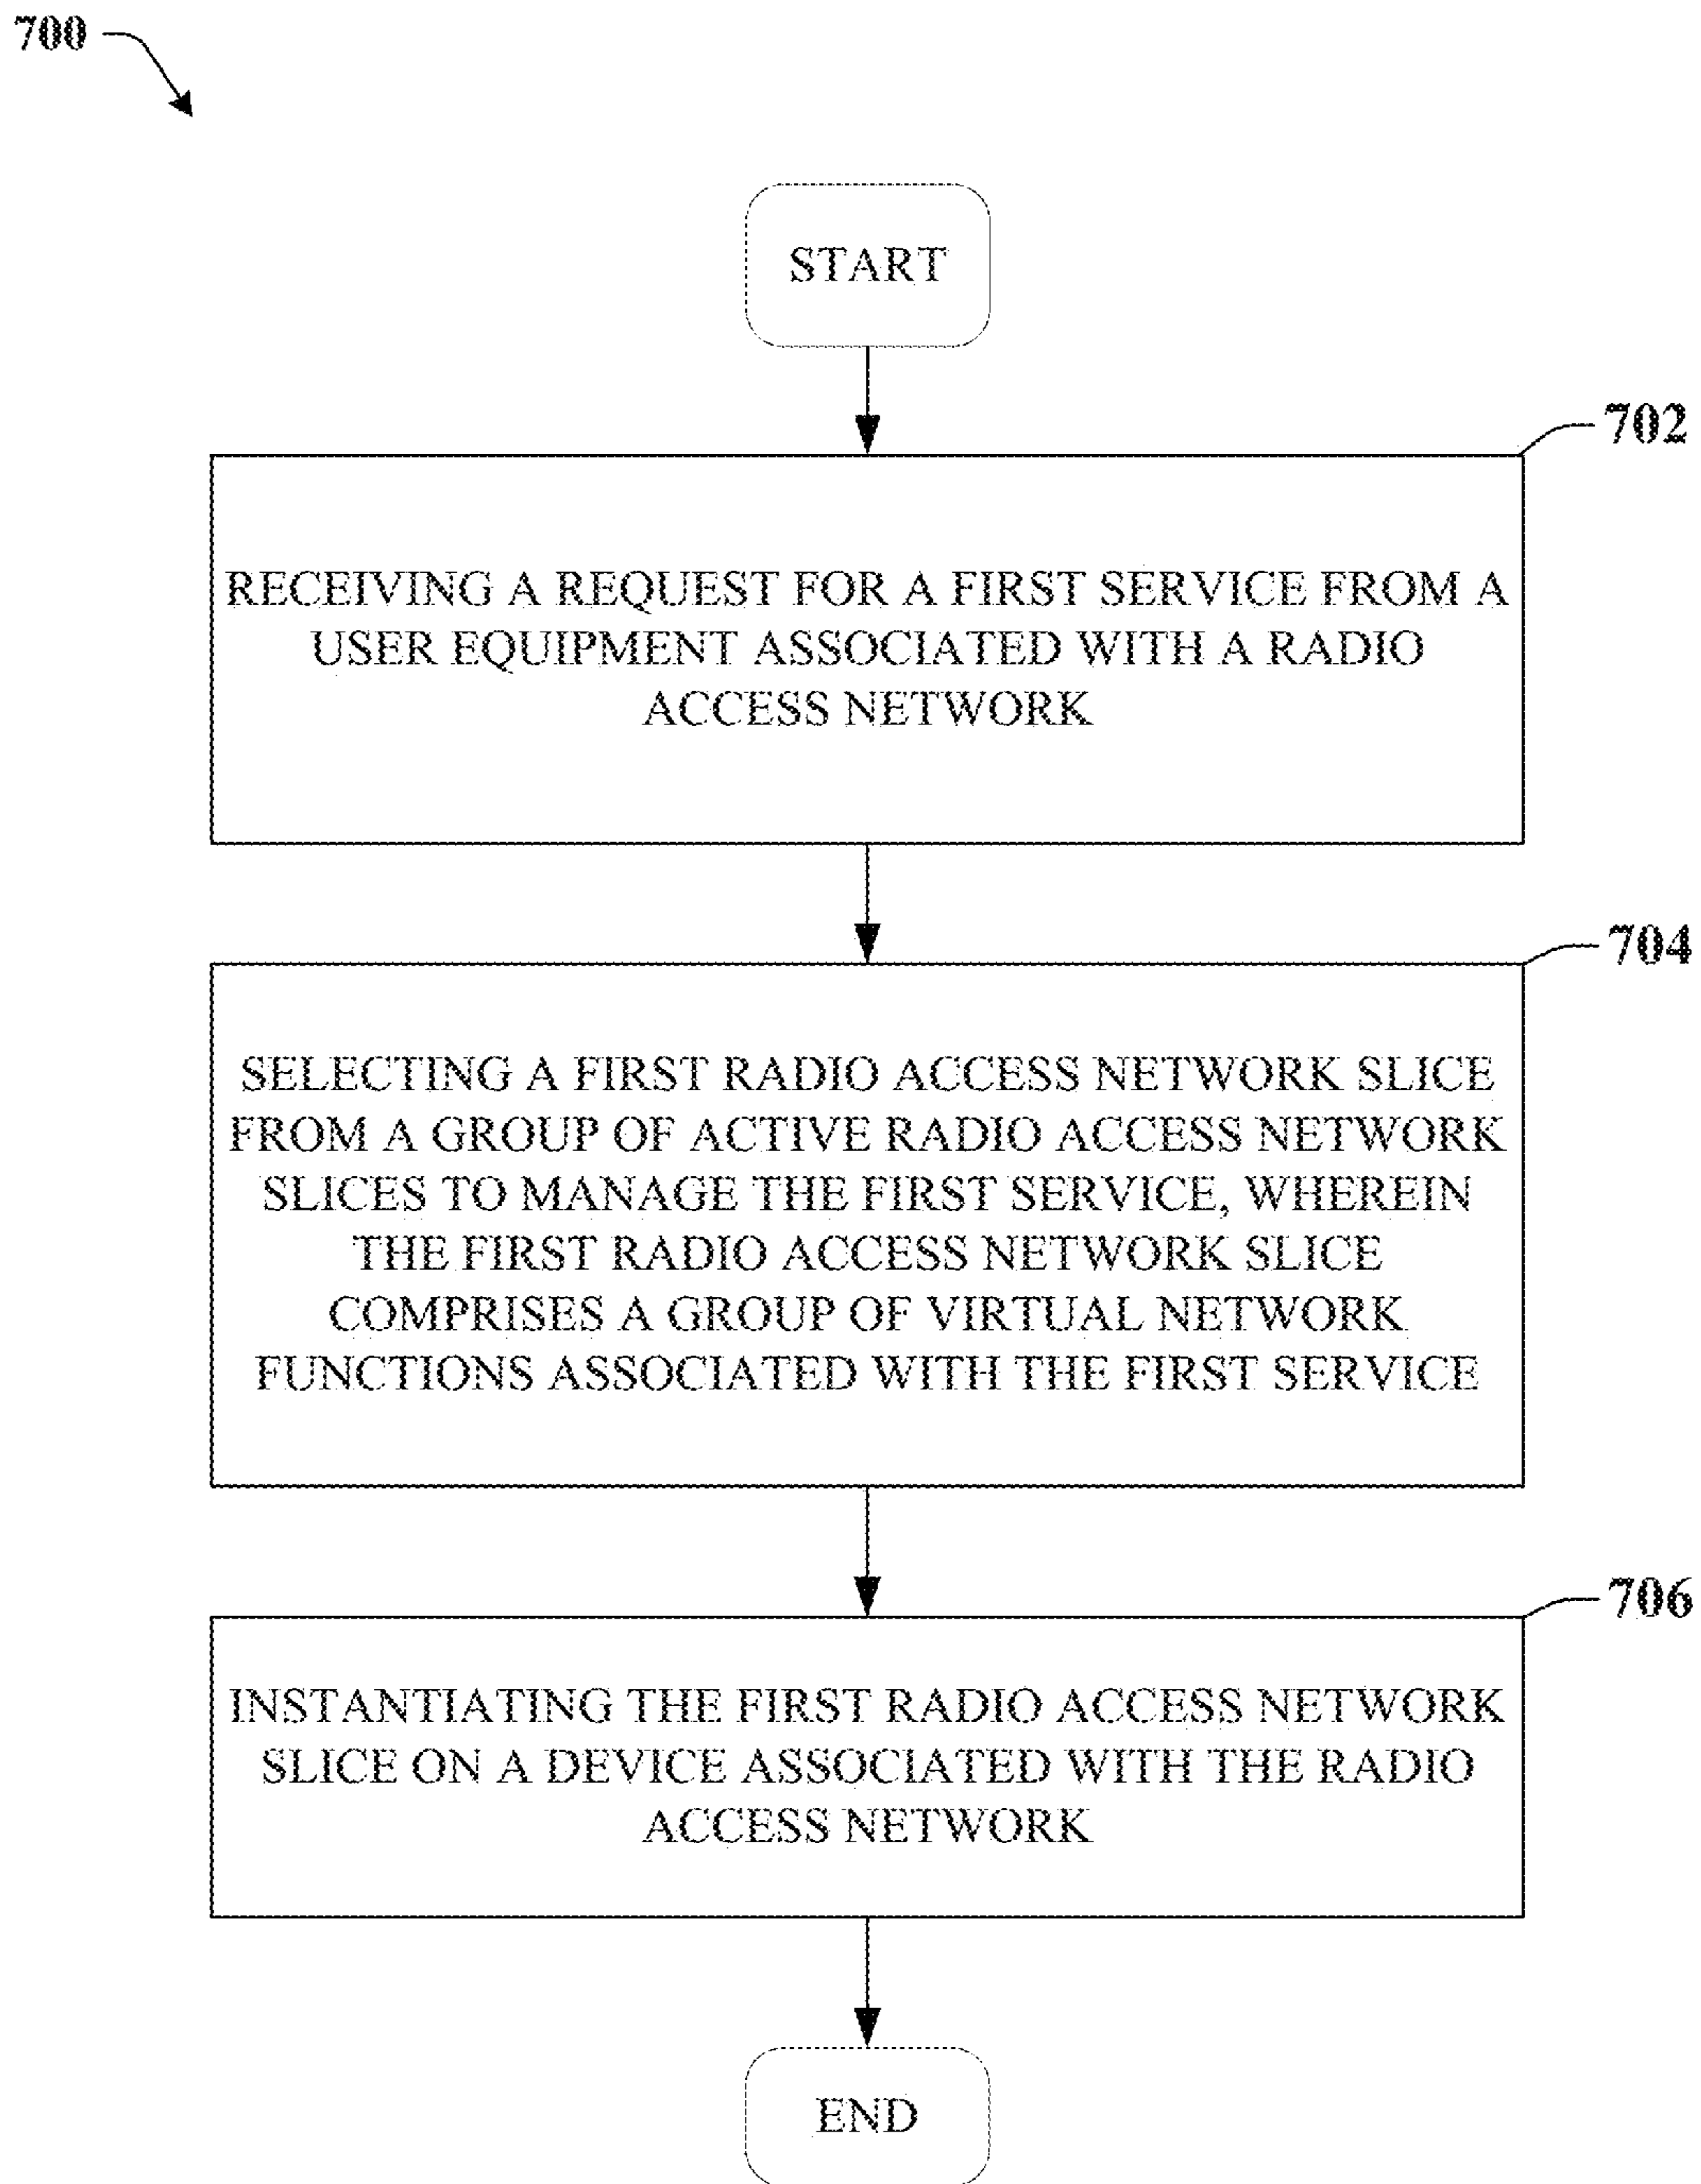 700
START
702
RECEIVING A REQUEST FOR A FIRST SERVICE FROM A
USER EQUIPMENT ASSOCIATED WITH A RADIO
ACCESS NETWORK
704
SELECTING A FIRST RADIO ACCESS NETWORK SLICE
FROM A GROUP OF ACTIVE RADIO ACCESS NETWORK
SLICES TO MANAGE THE FIRST SERVICE, WHEREIN
THE FIRST RADIO ACCESS NETWORK SLICE
COMPRISES A GROUP OF VIRTUAL NETWORK
FUNCTIONS ASSOCIATED WITH THE FIRST SERVICE
706
INSTANTIATING THE FIRST RADIO ACCESS NETWORK
SLICE ON A DEVICE ASSOCIATED WITH THE RADIO
ACCESS NETWORK
END